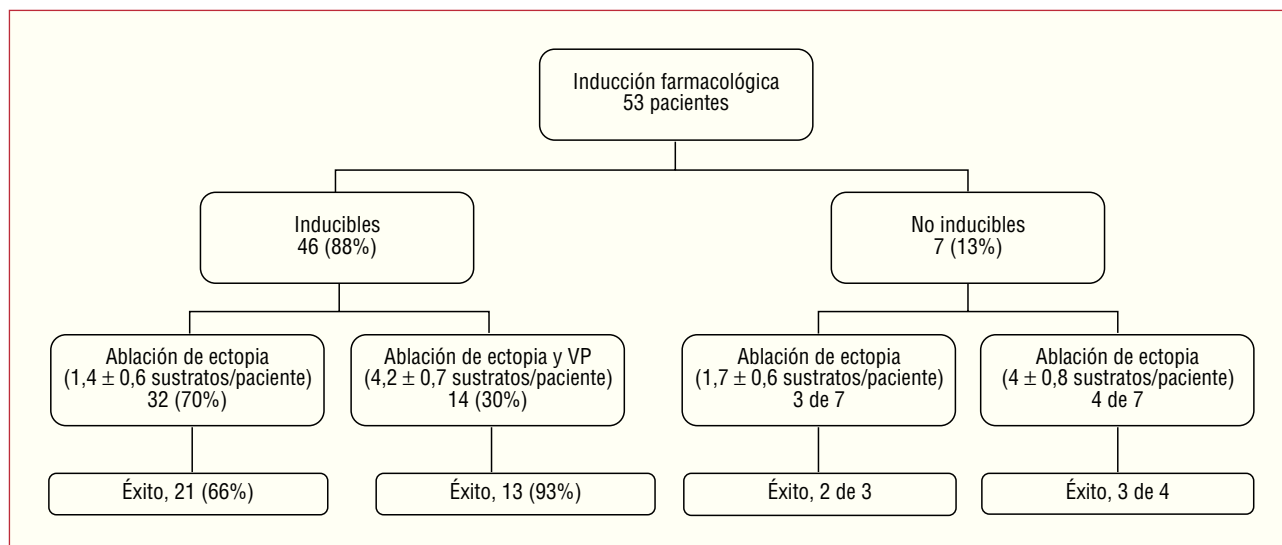 Inducción farmacológica
53 pacientes
Inducibles
46 (88%)
No inducibles
7 (13%)
Ablación de ectopia
(1,4 ± 0,6 sustratos/paciente)
32 (70%)
Ablación de ectopia y VP
(4,2 ± 0,7 sustratos/paciente)
14 (30%)
Ablación de ectopia
(1,7 ± 0,6 sustratos/paciente)
3 de 7
Ablación de ectopia
(4 ± 0,8 sustratos/paciente)
4 de 7
Éxito, 21 (66%)
Éxito, 13 (93%)
Éxito, 2 de 3
Éxito, 3 de 4